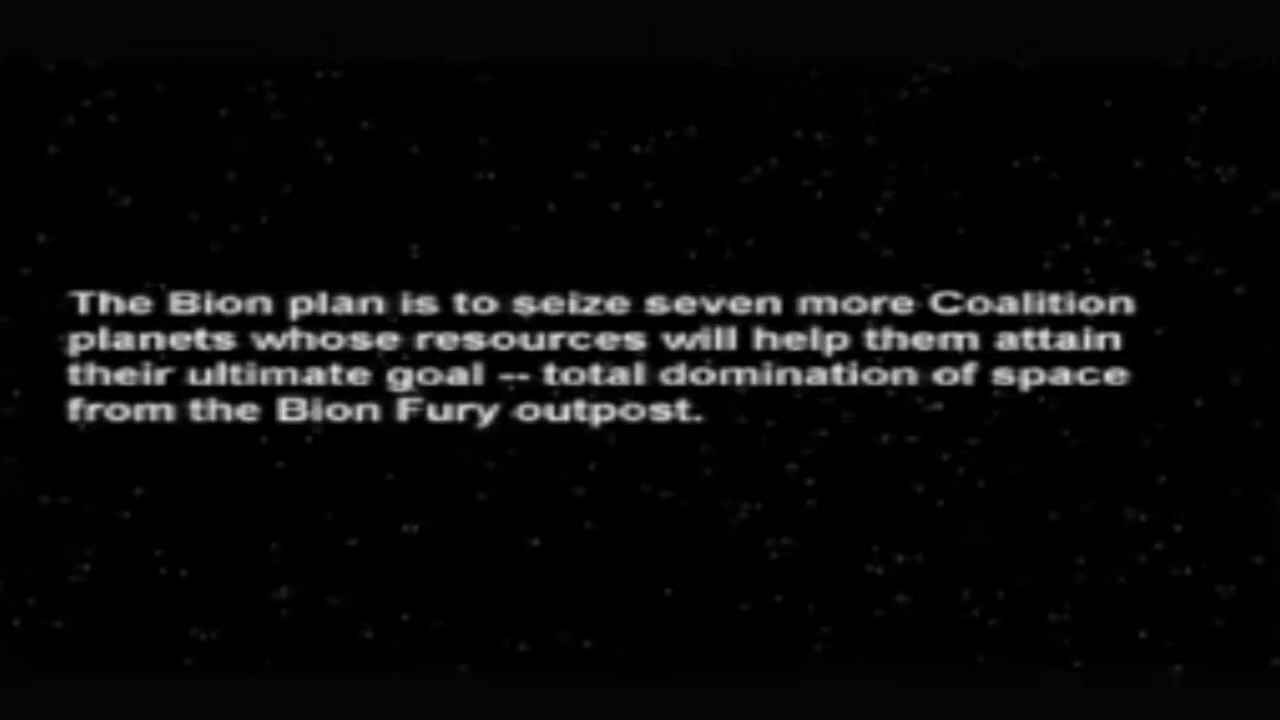 The Bion plan is to seize seven more Coalition
planets whose resources will help them attain
their ultimate goal -- total domination of space
from the Bion Fury outpost.